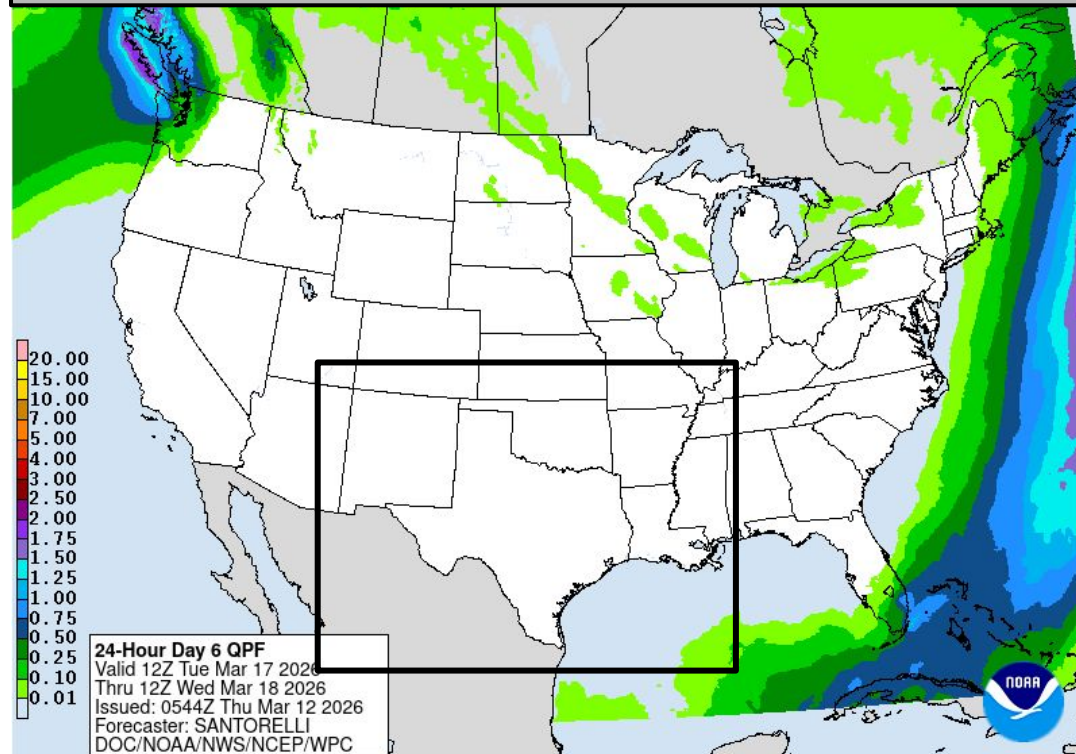 20.00
15.00
10.00
7.00
5.00
4.00
3.00
2.50
2.00
1.75
1.50
1.25
1.00
0.75
0.50
0.25
0.10
0.01
24-Hour Day 6 QPF
Valid 12Z Tue Mar 17 2026
Thru 12Z Wed Mar 18 2026
Issued: 0544Z Thu Mar 12 2026
Forecaster: SANTORELLI
DOC/NOAA/NWS/NCEP/WPC
NOAA